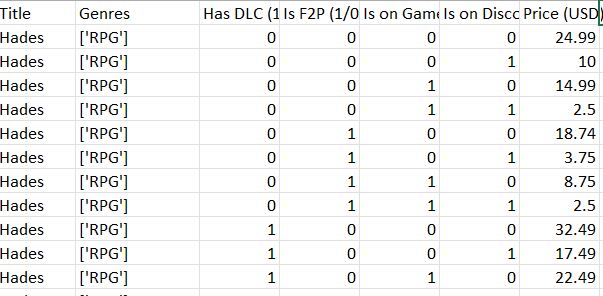 Title Genres Has DLC (1 Is F2P (1/0 Is on Game Is on Disco Price (USD)
Hades ['RPG'] 0 0 0 0 24.99
Hades ['RPG'] 0 0 0 1 10
Hades ['RPG'] 0 0 1 0 14.99
Hades ['RPG'] 0 0 1 1 2.5
Hades ['RPG'] 0 1 0 0 18.74
Hades ['RPG'] 0 1 0 1 3.75
Hades ['RPG'] 0 1 1 0 8.75
Hades ['RPG'] 0 1 1 1 2.5
Hades ['RPG'] 1 0 0 0 32.49
Hades ['RPG'] 1 0 0 1 17.49
Hades ['RPG'] 1 0 1 0 22.49